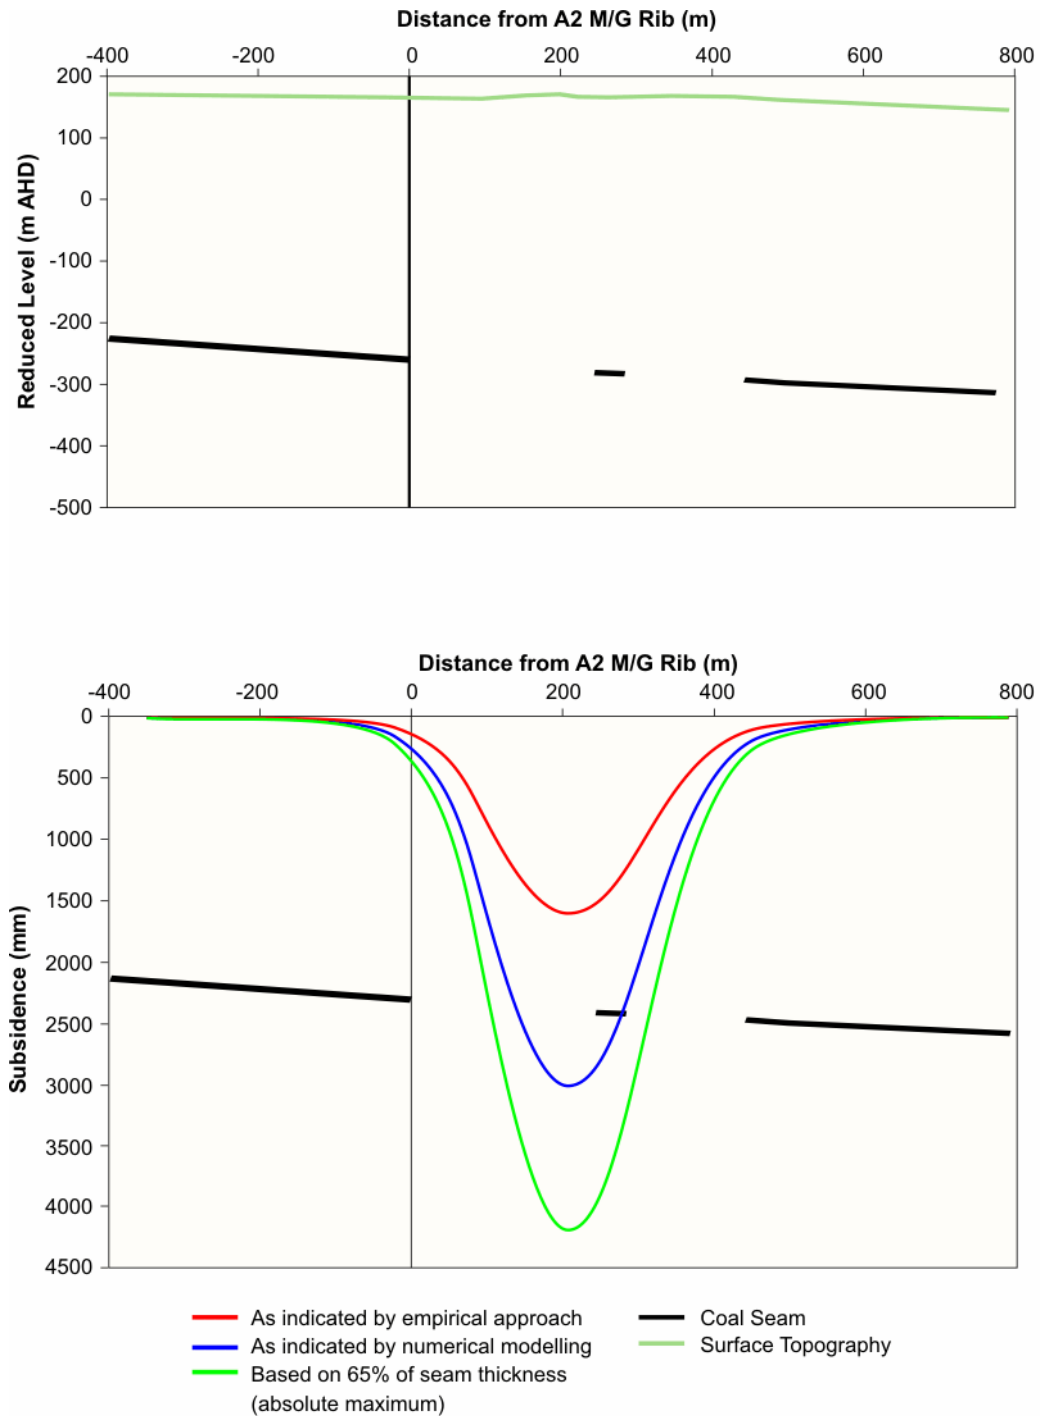 Distance from A2 M/G Rib (m)
-400 -200 0 200 400 600 800
Reduced Level (m AHD)
200
100
0
-100
-200
-300
-400
-500
Distance from A2 M/G Rib (m)
-400 -200 0 200 400 600 800
Subsidence (mm)
0
500
1000
1500
2000
2500
3000
3500
4000
4500
As indicated by empirical approach
As indicated by numerical modelling
Based on 65% of seam thickness
(absolute maximum)
Coal Seam
Surface Topography